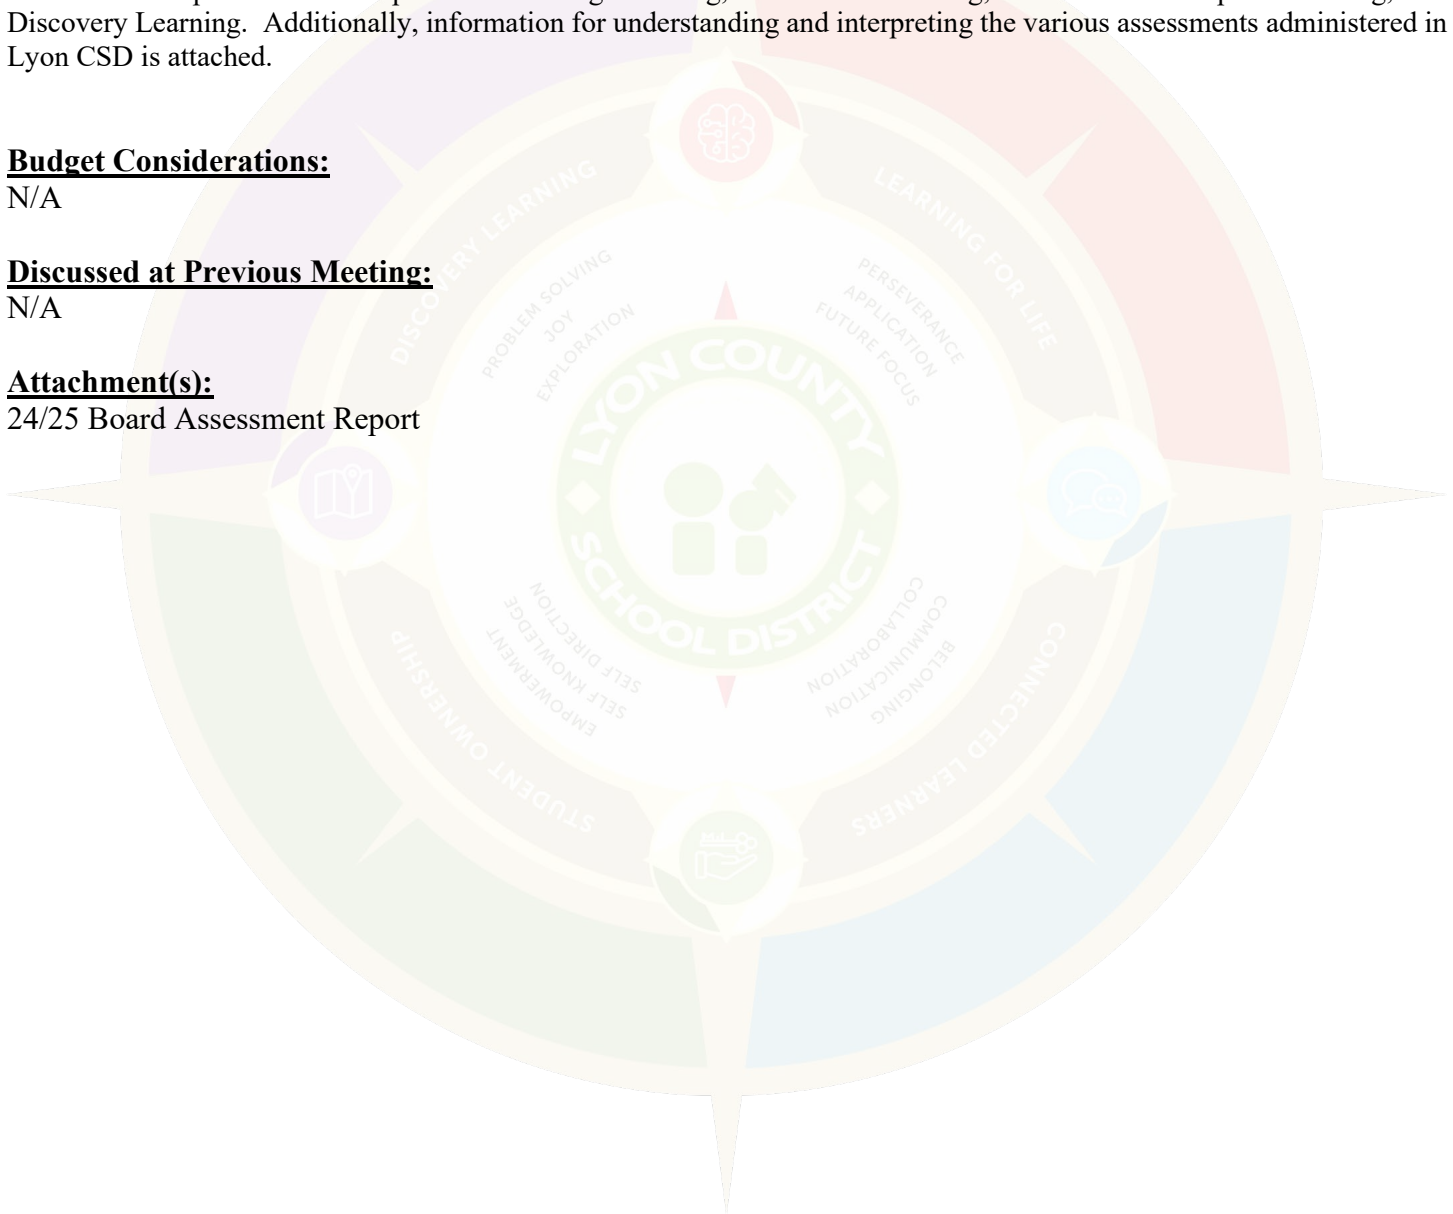 Discovery Learning.  Additionally, information for understanding and interpreting the various assessments administered in
Lyon CSD is attached.
Budget Considerations:
N/A
Discussed at Previous Meeting:
N/A
Attachment(s):
24/25 Board Assessment Report
DISCOVERY LEARNING
LEARNING FOR LIFE
PROBLEM SOLVING
JOY
EXPLORATION
PERSEVERANCE
APPLICATION
FUTURE FOCUS
LYON COUNTY
SCHOOL DISTRICT
SELF DIRECTION
SELF KNOWLEDGE
EMPOWERMENT
COLLABORATION
COMMUNICATION
BELONGING
STUDENT OWNERSHIP
CONNECTED LEARNERS